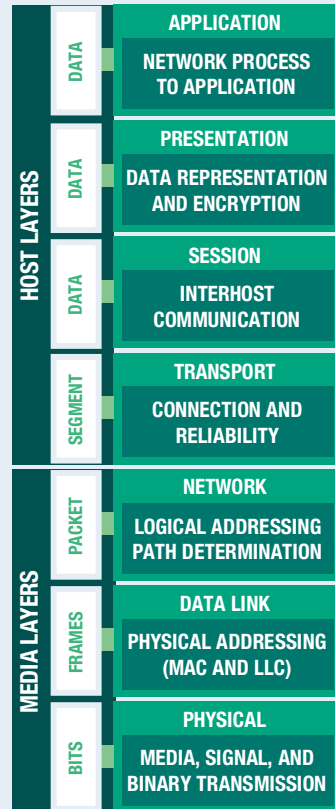 HOST LAYERS
DATA
APPLICATION
NETWORK PROCESS
TO APPLICATION
DATA
PRESENTATION
DATA REPRESENTATION
AND ENCRYPTION
DATA
SESSION
INTERHOST
COMMUNICATION
SEGMENT
TRANSPORT
CONNECTION AND
RELIABILITY
MEDIA LAYERS
PACKET
NETWORK
LOGICAL ADDRESSING
PATH DETERMINATION
FRAMES
DATA LINK
PHYSICAL ADDRESSING
(MAC AND LLC)
BITS
PHYSICAL
MEDIA, SIGNAL, AND
BINARY TRANSMISSION